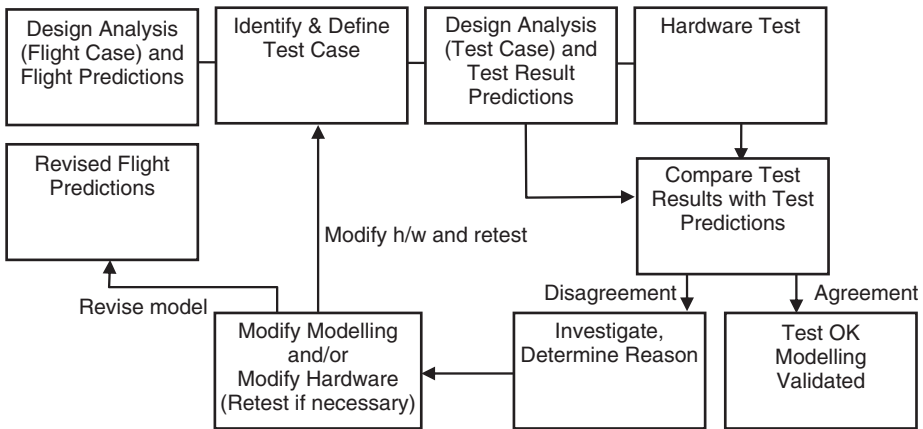 Design Analysis
(Flight Case) and
Flight Predictions
Identify & Define
Test Case
Design Analysis
(Test Case) and
Test Result
Predictions
Hardware Test
Revised Flight
Predictions
Compare Test
Results with Test
Predictions
Modify h/w and retest
Revise model
Disagreement
Agreement
Modify Modelling
and/or
Modify Hardware
(Retest if necessary)
Investigate,
Determine Reason
Test OK
Modelling
Validated